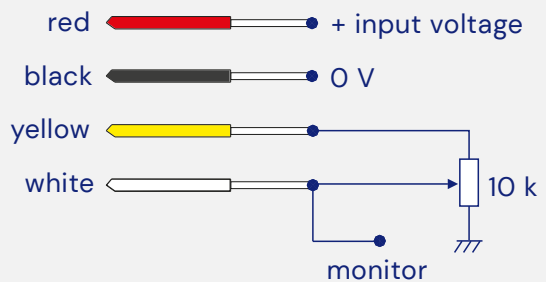 red
+ input voltage
black
0 V
yellow
white
10 k
monitor